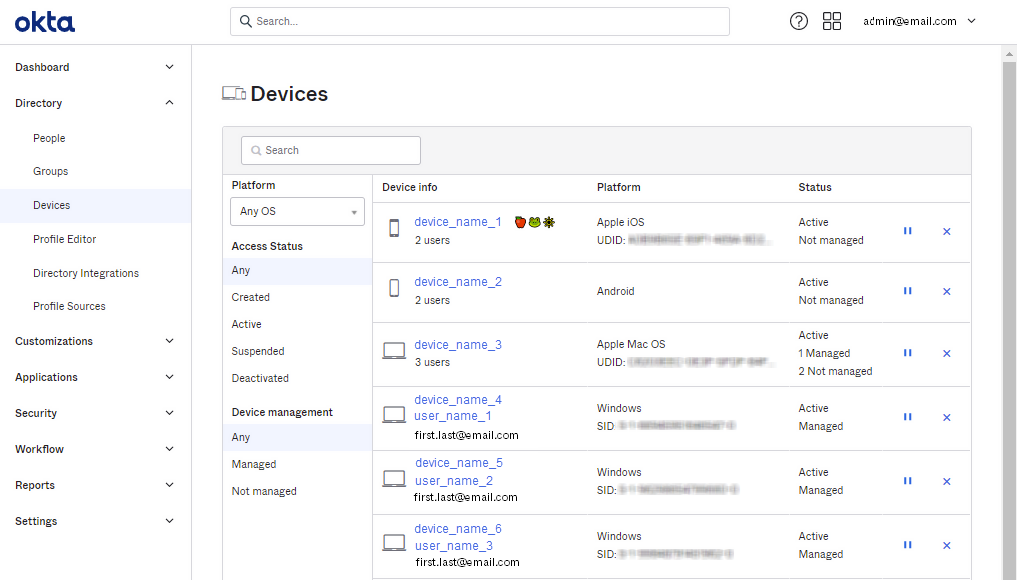 okta
Search...
admin@email.com
Dashboard
Directory
People
Groups
Devices
Profile Editor
Directory Integrations
Profile Sources
Customizations
Applications
Security
Workflow
Reports
Settings
Devices
Search
Platform
Any OS
Access Status
Any
Created
Active
Suspended
Deactivated
Device management
Any
Managed
Not managed
Device info Platform Status
device_name_1 🍎🐸☸ Apple iOS Active
2 users UDID: Not managed
device_name_2 Active
Android
2 users Not managed
Active
device_name_3 Apple Mac OS 1 Managed
3 users UDID: 2 Not managed
device_name_4 Windows Active
user_name_1 SID: Managed
first.last@email.com
device_name_5 Windows Active
user_name_2 SID: Managed
first.last@email.com
device_name_6 Windows Active
user_name_3 SID: Managed
first.last@email.com